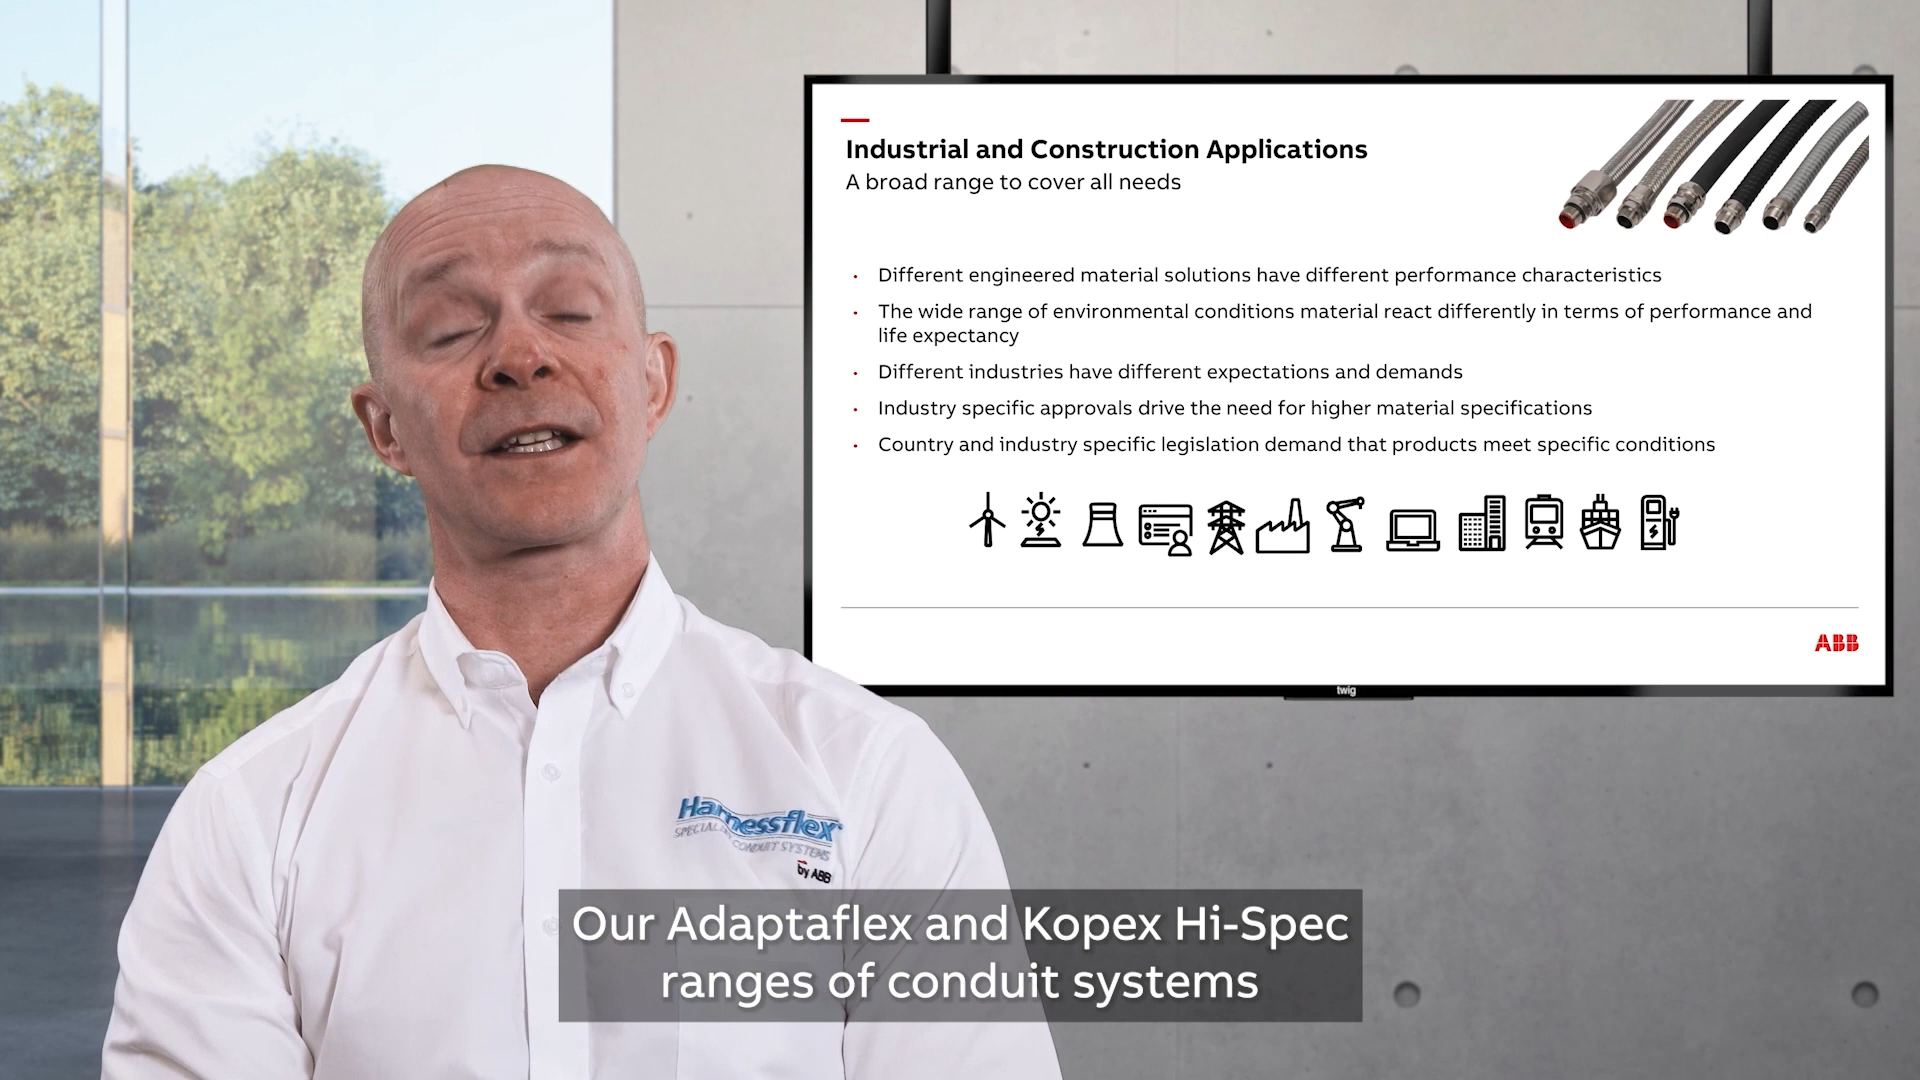 Industrial and Construction Applications
A broad range to cover all needs
• Different engineered material solutions have different performance characteristics
• The wide range of environmental conditions material react differently in terms of performance and
life expectancy
• Different industries have different expectations and demands
• Industry specific approvals drive the need for higher material specifications
• Country and industry specific legislation demand that products meet specific conditions
ABB
twig
Harnessflex
SPECIALIST CONDUIT SYSTEMS
by ABB
Our Adaptaflex and Kopex Hi-Spec
ranges of conduit systems